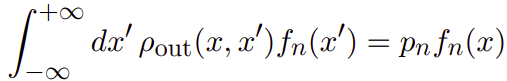 ∫_{-∞}^{+∞} dx′ ρ_out(x, x′) f_n(x′) = p_n f_n(x)